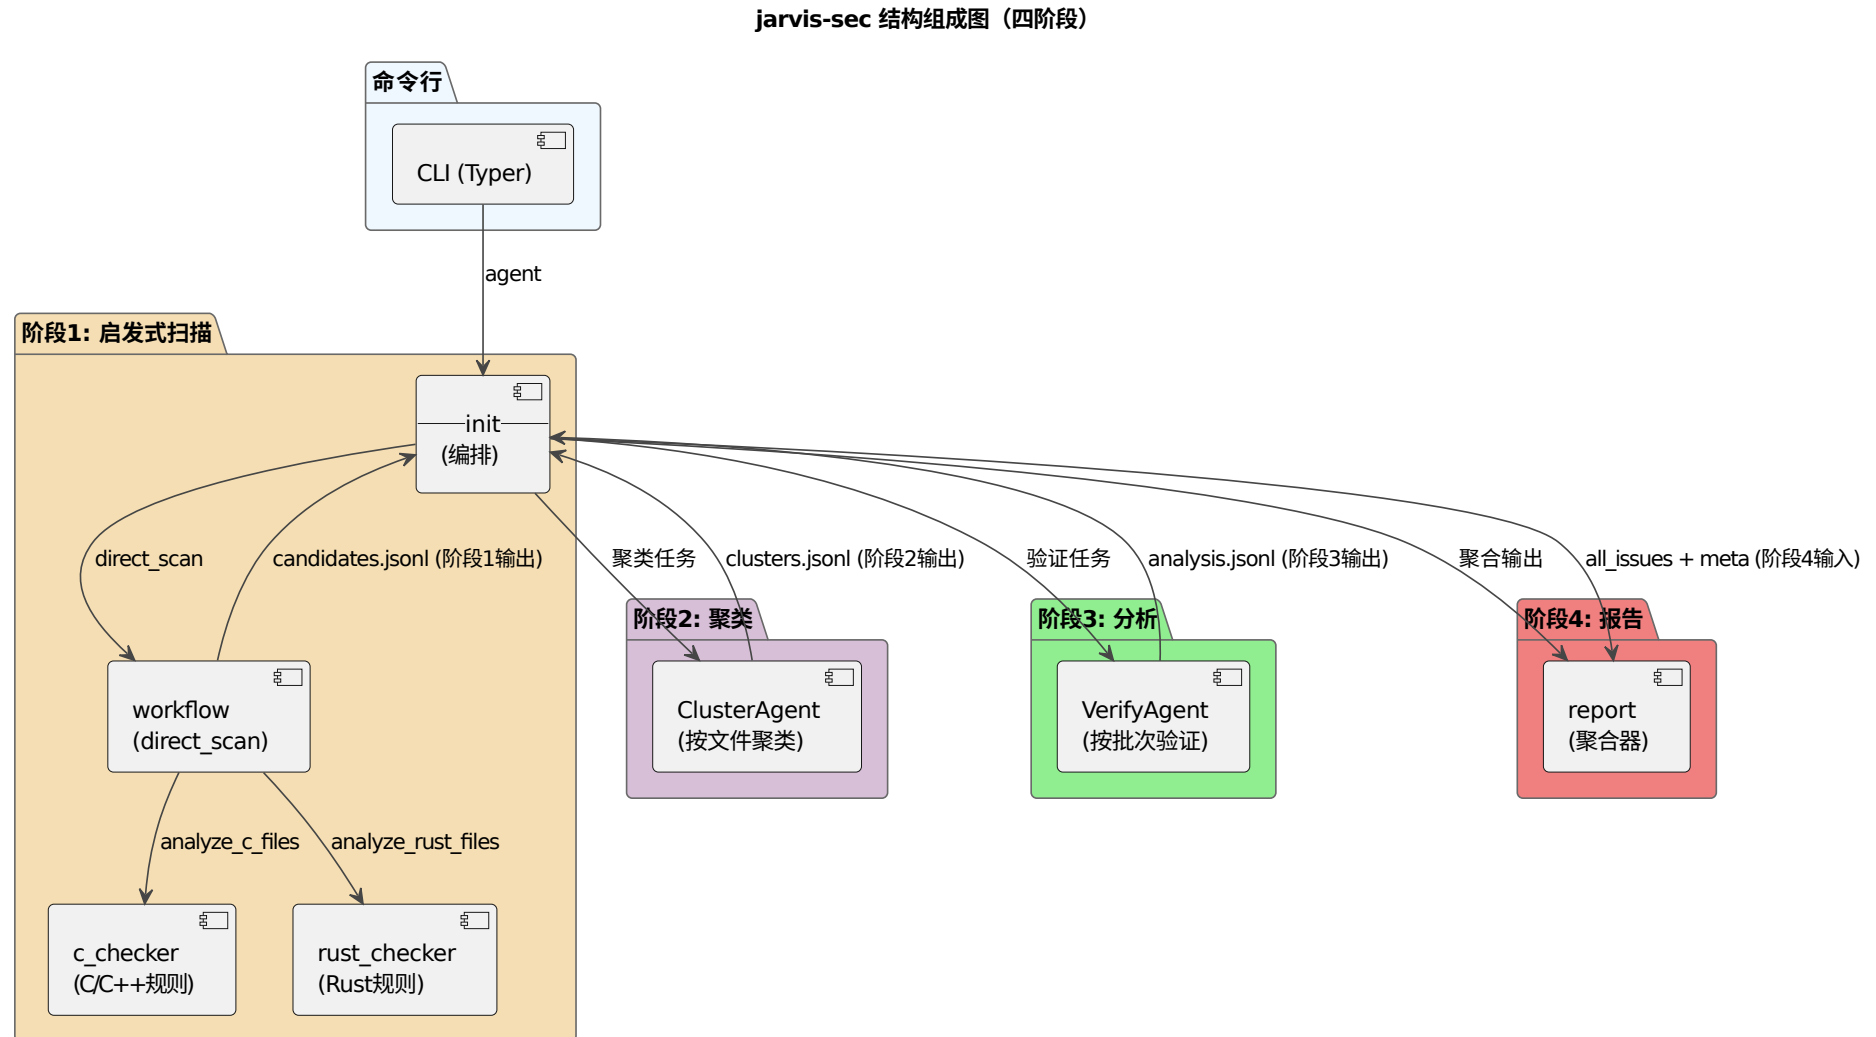 jarvis-sec 结构组成图（四阶段）
命令行
CLI (Typer)
agent
阶段1: 启发式扫描
init
(编排)
direct_scan
candidates.jsonl (阶段1输出)
聚类任务
clusters.jsonl (阶段2输出)
验证任务
analysis.jsonl (阶段3输出)
聚合输出
all_issues + meta (阶段4输入)
阶段2: 聚类
阶段3: 分析
阶段4: 报告
workflow
(direct_scan)
ClusterAgent
(按文件聚类)
VerifyAgent
(按批次验证)
report
(聚合器)
analyze_c_files
analyze_rust_files
c_checker
(C/C++规则)
rust_checker
(Rust规则)